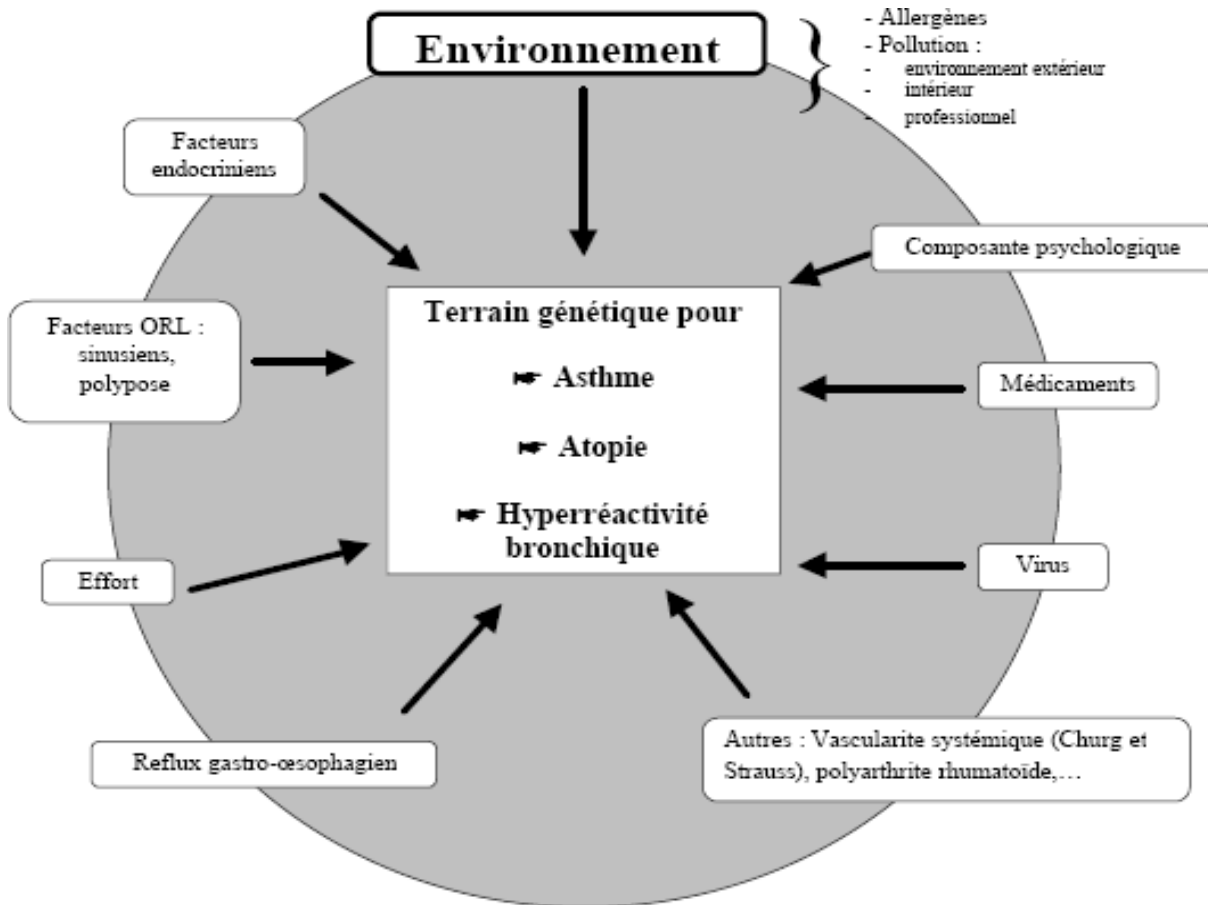 Environnement
- Allergènes
- Pollution :
- environnement extérieur
- intérieur
- professionnel
Facteurs
endocriniens
Composante psychologique
Terrain génétique pour
☛ Asthme
☛ Atopie
☛ Hyperréactivité
bronchique
Facteurs ORL :
sinusiens,
polypose
Médicaments
Effort
Virus
Reflux gastro-œsophagien
Autres : Vascularite systémique (Churg et
Strauss), polyarthrite rhumatoïde,…